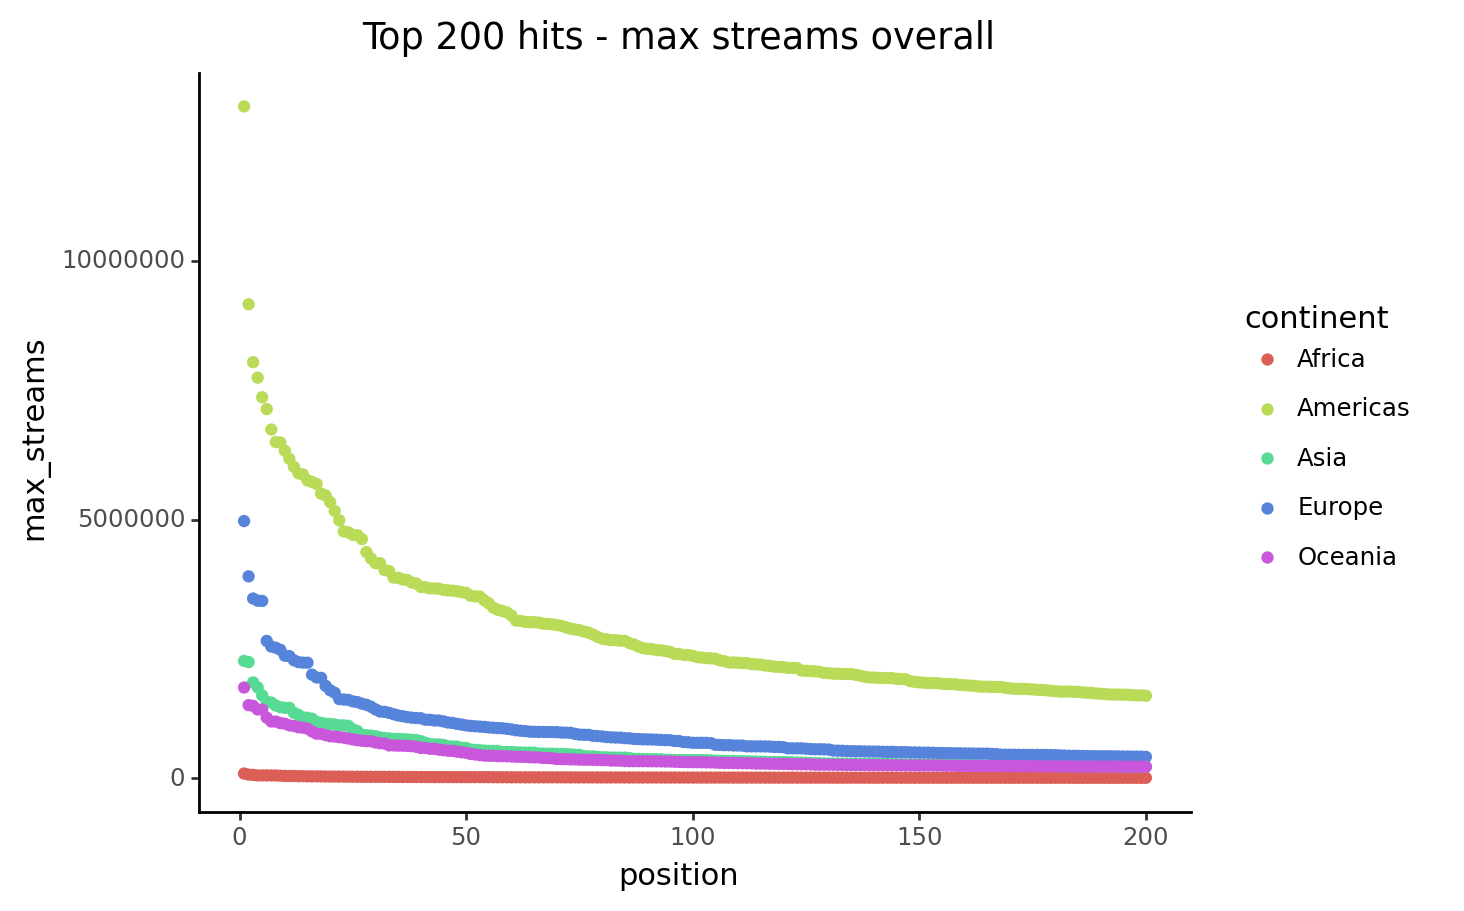 Top 200 hits - max streams overall
max_streams
10000000
5000000
0
0 50 100 150 200
position
continent
Africa
Americas
Asia
Europe
Oceania